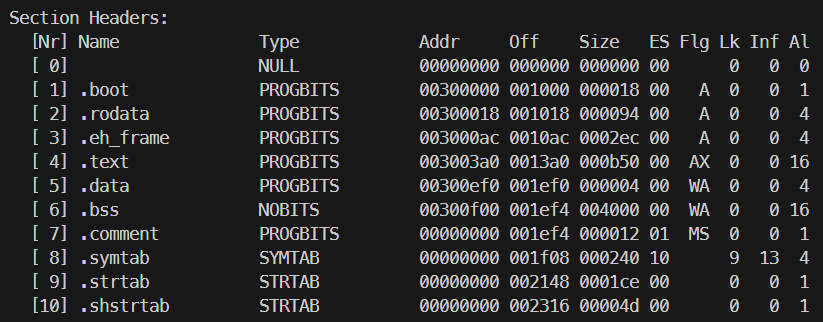 Section Headers:
  [Nr] Name              Type            Addr     Off    Size   ES Flg Lk Inf Al
  [ 0]                   NULL            00000000 000000 000000 00      0   0  0
  [ 1] .boot             PROGBITS        00300000 001000 000018 00   A  0   0  1
  [ 2] .rodata           PROGBITS        00300018 001018 000094 00   A  0   0  4
  [ 3] .eh_frame         PROGBITS        003000ac 0010ac 0002ec 00   A  0   0  4
  [ 4] .text             PROGBITS        003003a0 0013a0 000b50 00  AX  0   0 16
  [ 5] .data             PROGBITS        00300ef0 001ef0 000004 00  WA  0   0  4
  [ 6] .bss              NOBITS          00300f00 001ef4 004000 00  WA  0   0 16
  [ 7] .comment          PROGBITS        00000000 001ef4 000012 01  MS  0   0  1
  [ 8] .symtab           SYMTAB          00000000 001f08 000240 10      9  13  4
  [ 9] .strtab           STRTAB          00000000 002148 0001ce 00      0   0  1
  [10] .shstrtab         STRTAB          00000000 002316 00004d 00      0   0  1